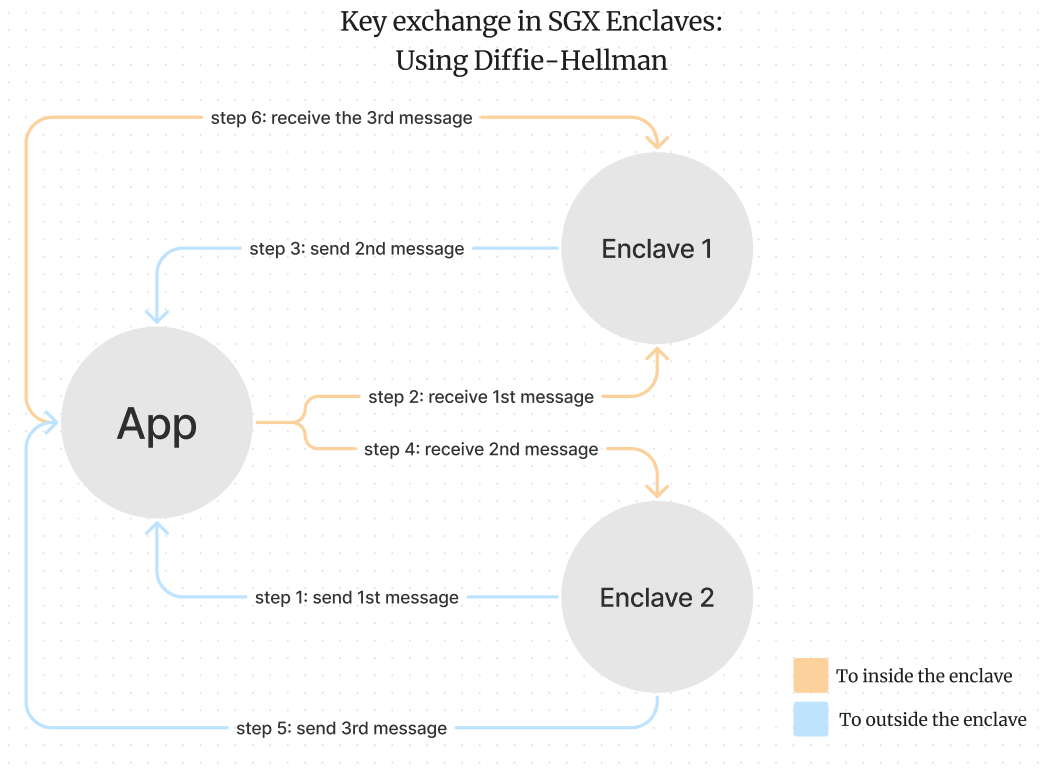 Key exchange in SGX Enclaves:
Using Diffie-Hellman
step 6: receive the 3rd message
step 3: send 2nd message
Enclave 1
App
step 2: receive 1st message
step 4: receive 2nd message
step 1: send 1st message
Enclave 2
To inside the enclave
To outside the enclave
step 5: send 3rd message